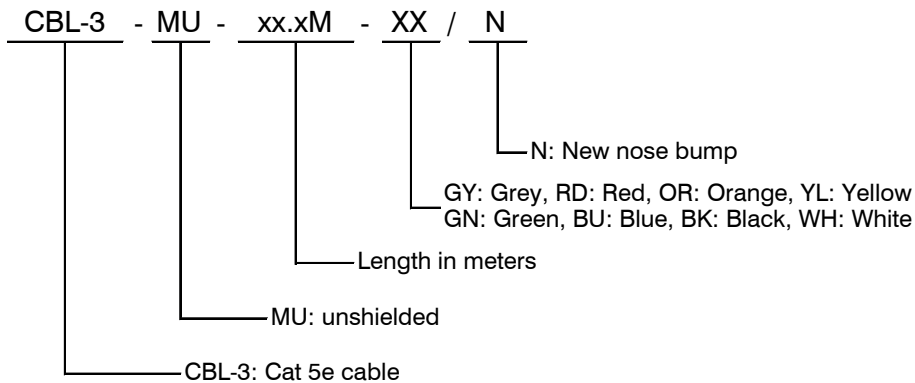 CBL-3 - MU - xx.xM - XX / N
N: New nose bump
GY: Grey, RD: Red, OR: Orange, YL: Yellow
GN: Green, BU: Blue, BK: Black, WH: White
Length in meters
MU: unshielded
CBL-3: Cat 5e cable